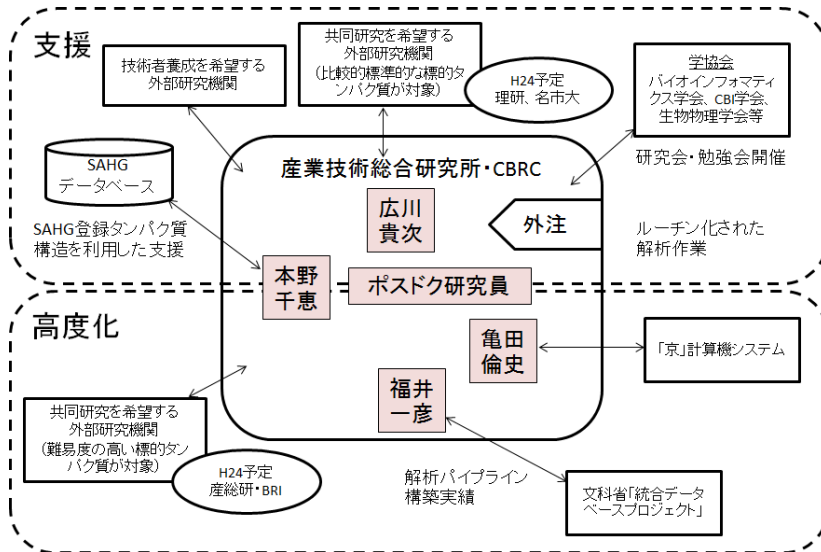 支援
技術者養成を希望する
外部研究機関
共同研究を希望する
外部研究機関
(比較的標準的な標的タ
ンパク質が対象)
H24予定
理研、名市大
学協会
バイオインフォマティ
クス学会、CBI学会、
生物物理学会等
研究会・勉強会開催
SAHG
データベース
SAHG登録タンパク質
構造を利用した支援
産業技術総合研究所・CBRC
広川
貴次
外注
ルーチン化された
解析作業
本野
千恵
ポスドク研究員
高度化
亀田
倫史
「京」計算機システム
福井
一彦
共同研究を希望する
外部研究機関
(難易度の高い標的タン
パク質が対象)
H24予定
産総研・BRI
解析パイプライン
構築実績
文科省「統合データ
ベースプロジェクト」